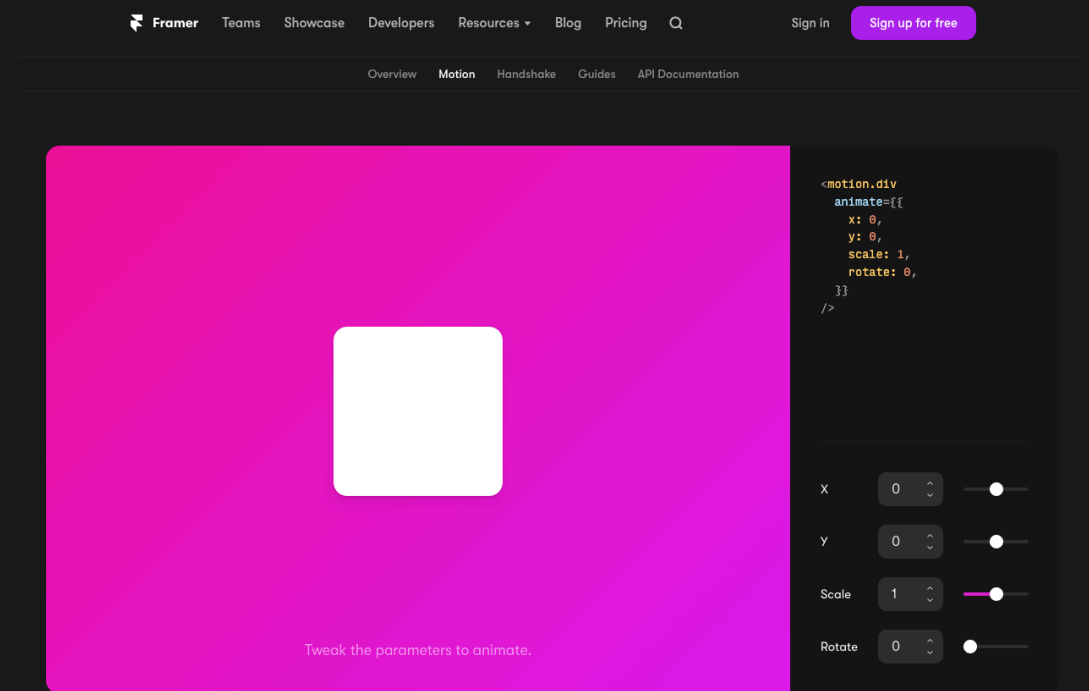 Framer Teams Showcase Developers Resources Blog Pricing Sign in Sign up for free
Overview Motion Handshake Guides API Documentation
<motion.div
animate={{
x: 0,
y: 0,
scale: 1,
rotate: 0,
}}
/>
X 0
Y 0
Scale 1
Rotate 0
Tweak the parameters to animate.